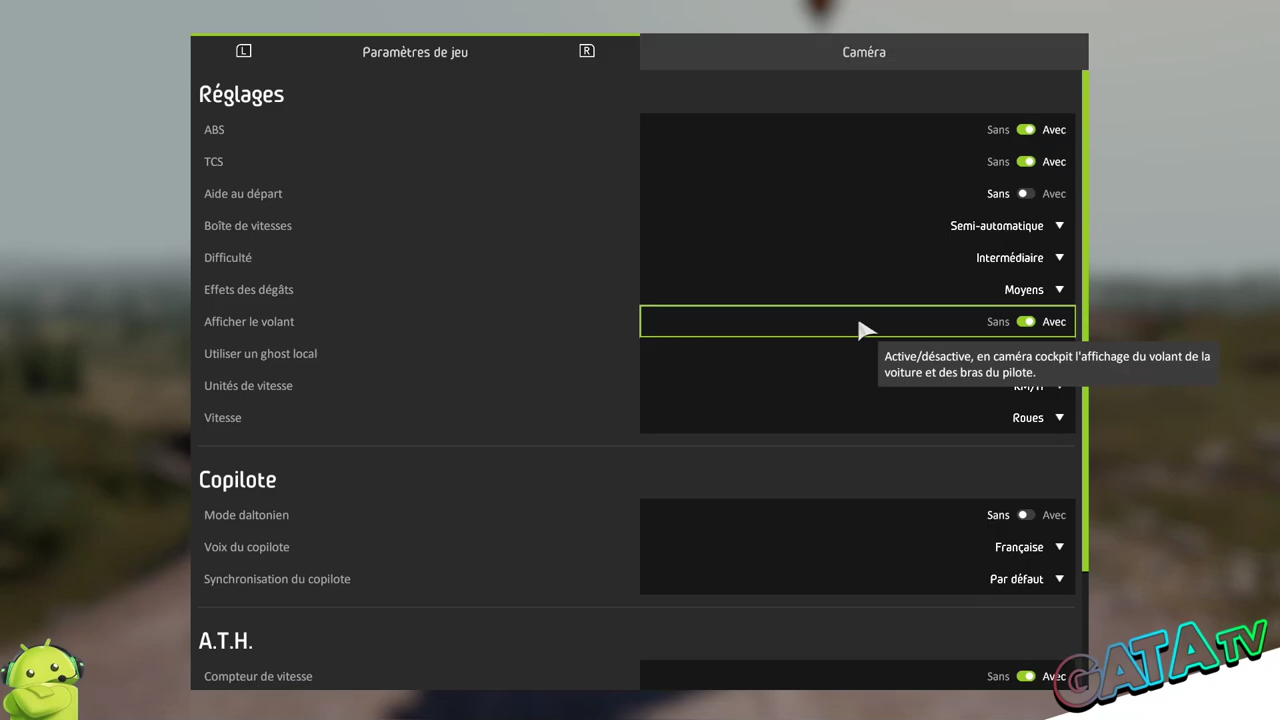 L Paramètres de jeu R Caméra
Réglages
ABS Sans Avec
TCS Sans Avec
Aide au départ Sans Avec
Boîte de vitesses Semi-automatique
Difficulté Intermédiaire
Effets des dégâts Moyens
Afficher le volant Sans Avec
Utiliser un ghost local
Active/désactive, en caméra cockpit l'affichage du volant de la
voiture et des bras du pilote.
Unités de vitesse
Vitesse Roues
Copilote
Mode daltonien Sans Avec
Voix du copilote Française
Synchronisation du copilote Par défaut
A.T.H.
Compteur de vitesse Sans Avec
GATA TV